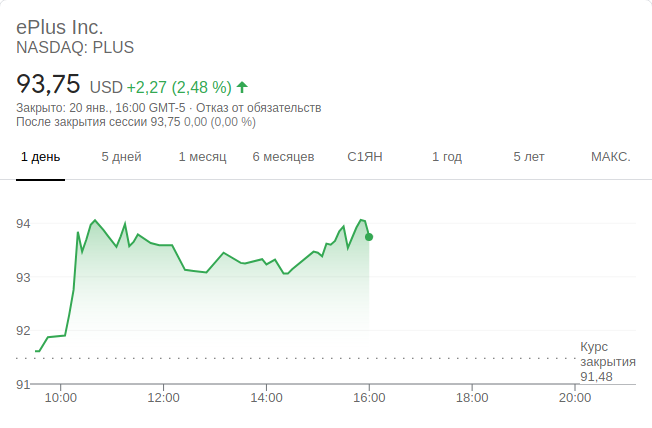 ePlus Inc.
NASDAQ: PLUS
93,75 USD +2,27 (2,48 %)
Закрыто: 20 янв., 16:00 GMT-5 · Отказ от обязательств
После закрытия сессии 93,75 0,00 (0,00 %)
1 день 5 дней 1 месяц 6 месяцев С1ЯН 1 год 5 лет МАКС.
94
93
92
Курс
закрытия
91,48
91
10:00 12:00 14:00 16:00 18:00 20:00